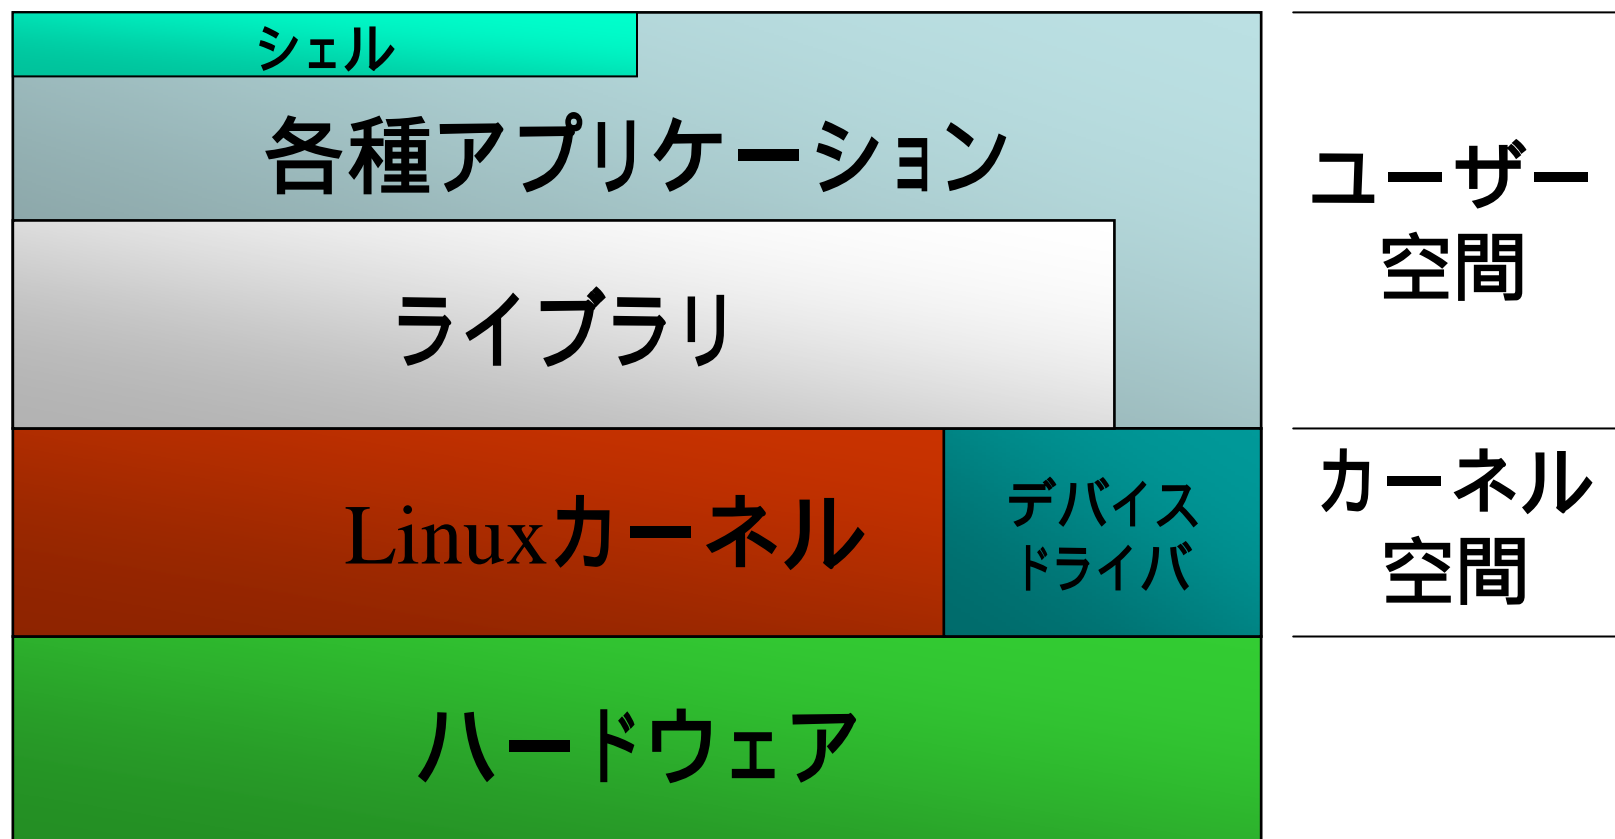 シェル
各種アプリケーション
ユーザー
空間
ライブラリ
Linuxカーネル
デバイス
ドライバ
カーネル
空間
ハードウェア